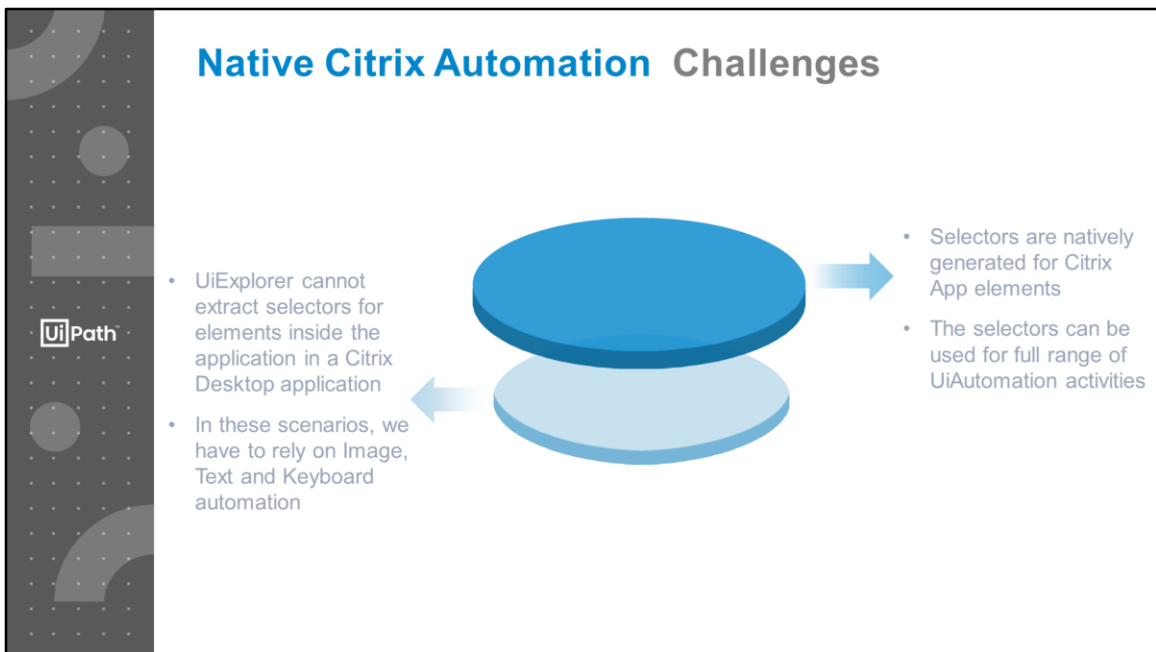 Native Citrix Automation Challenges
UiPath™
• UiExplorer cannot
extract selectors for
elements inside the
application in a Citrix
Desktop application
• In these scenarios, we
have to rely on Image,
Text and Keyboard
automation
• Selectors are natively
generated for Citrix
App elements
• The selectors can be
used for full range of
UiAutomation activities